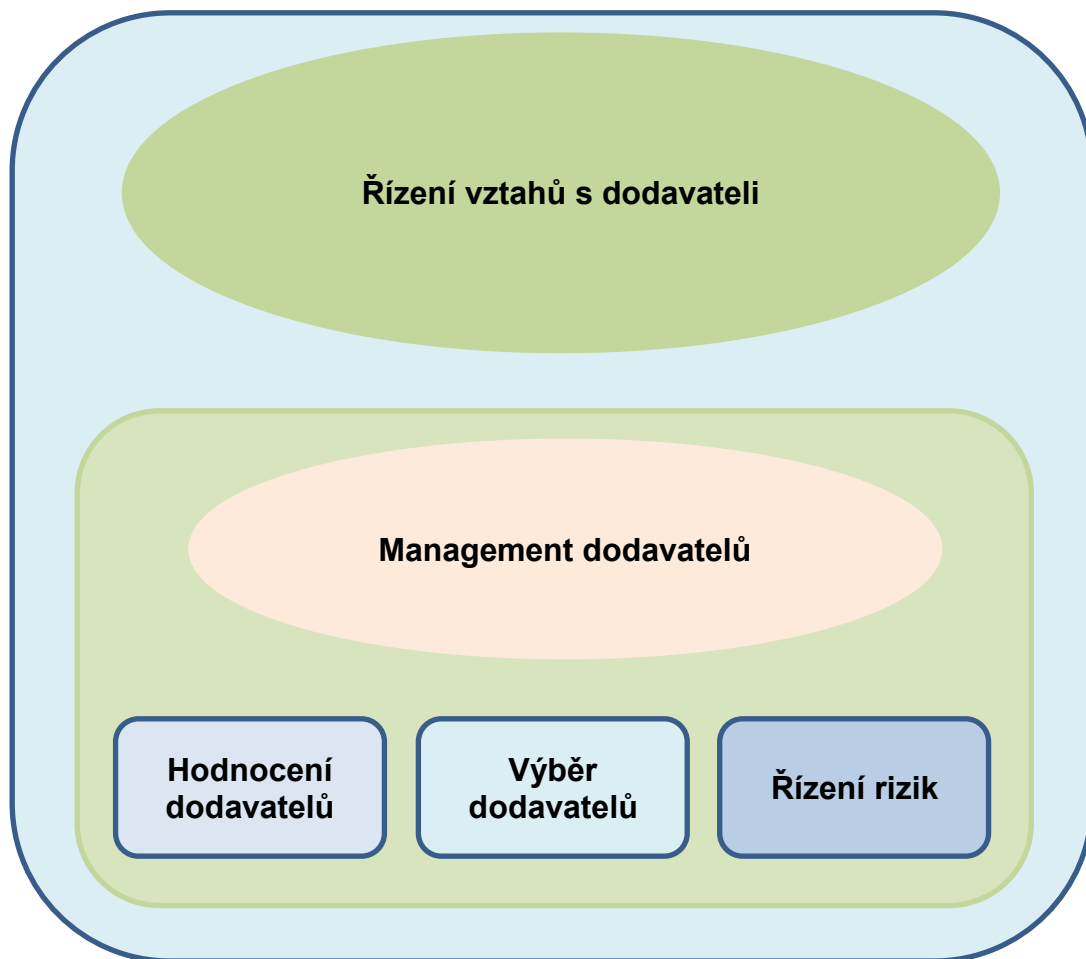 Řízení vztahů s dodavateli
Management dodavatelů
Hodnocení
dodavatelů
Výběr
dodavatelů
Řízení rizik